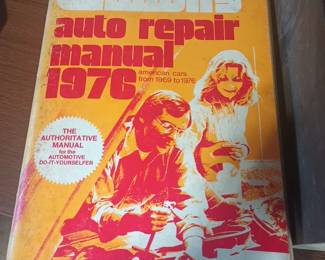 auto repair
manual
1976
american cars
from 1969 to 1976
THE
AUTHORITATIVE
MANUAL
for the
AUTOMOTIVE
DO-IT-YOURSELFER